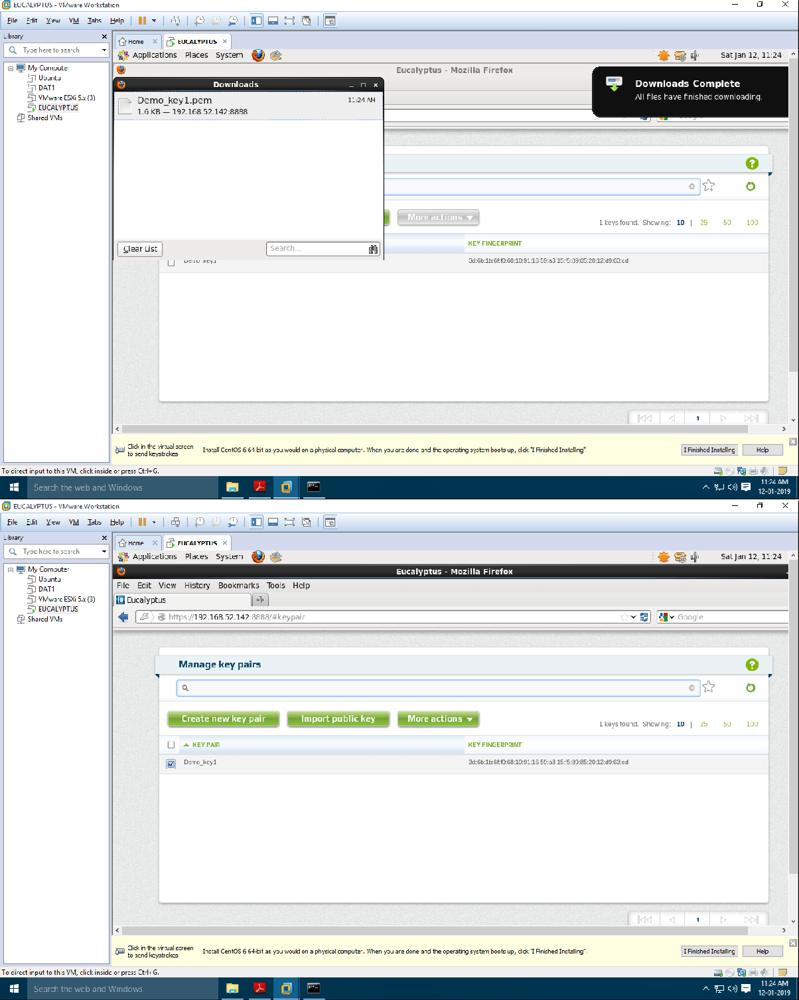 EUCALYPTUS - VMware Workstation
File Edit View VM Tabs Help
Library
Type here to search
My Computer
Ubuntu
DAT1
VMware ESXi 5.x (3)
EUCALYPTUS
Shared VMs
Home
EUCALYPTUS
Applications Places System
Sat Jan 12, 11:24
Eucalyptus - Mozilla Firefox
Downloads
Demo_key1.pem
11:24 AM
1.6 KB — 192.168.52.142:8888
Downloads Complete
All files have finished downloading.
More actions
1 keys found. Showing: 10 | 25 50 100
KEY FINGERPRINT
Clear List
Search...
Demo_key1
3d:6b:1b:6f:f0:68:10:91:16:59:a3:15:f5:89:85:20:12:d9:63:cd
1
Click in the virtual screen
to send keystrokes
Install CentOS 6 64-bit as you would on a physical computer. When you are done and the operating system boots up, click "I Finished Installing".
I Finished Installing
Help
To direct input to this VM, click inside or press Ctrl+G.
Search the web and Windows
11:24 AM
12-01-2019
EUCALYPTUS - VMware Workstation
File Edit View VM Tabs Help
Library
Type here to search
My Computer
Ubuntu
DAT1
VMware ESXi 5.x (3)
EUCALYPTUS
Shared VMs
Home
EUCALYPTUS
Applications Places System
Sat Jan 12, 11:24
Eucalyptus - Mozilla Firefox
File Edit View History Bookmarks Tools Help
Eucalyptus
https://192.168.52.142:8888/#keypair
Google
Manage key pairs
Create new key pair
Import public key
More actions
1 keys found. Showing: 10 | 25 50 100
KEY PAIR
KEY FINGERPRINT
Demo_key1
3d:6b:1b:6f:f0:68:10:91:16:59:a3:15:f5:89:85:20:12:d9:63:cd
1
Click in the virtual screen
to send keystrokes
Install CentOS 6 64-bit as you would on a physical computer. When you are done and the operating system boots up, click "I Finished Installing".
I Finished Installing
Help
To direct input to this VM, click inside or press Ctrl+G.
Search the web and Windows
11:24 AM
12-01-2019